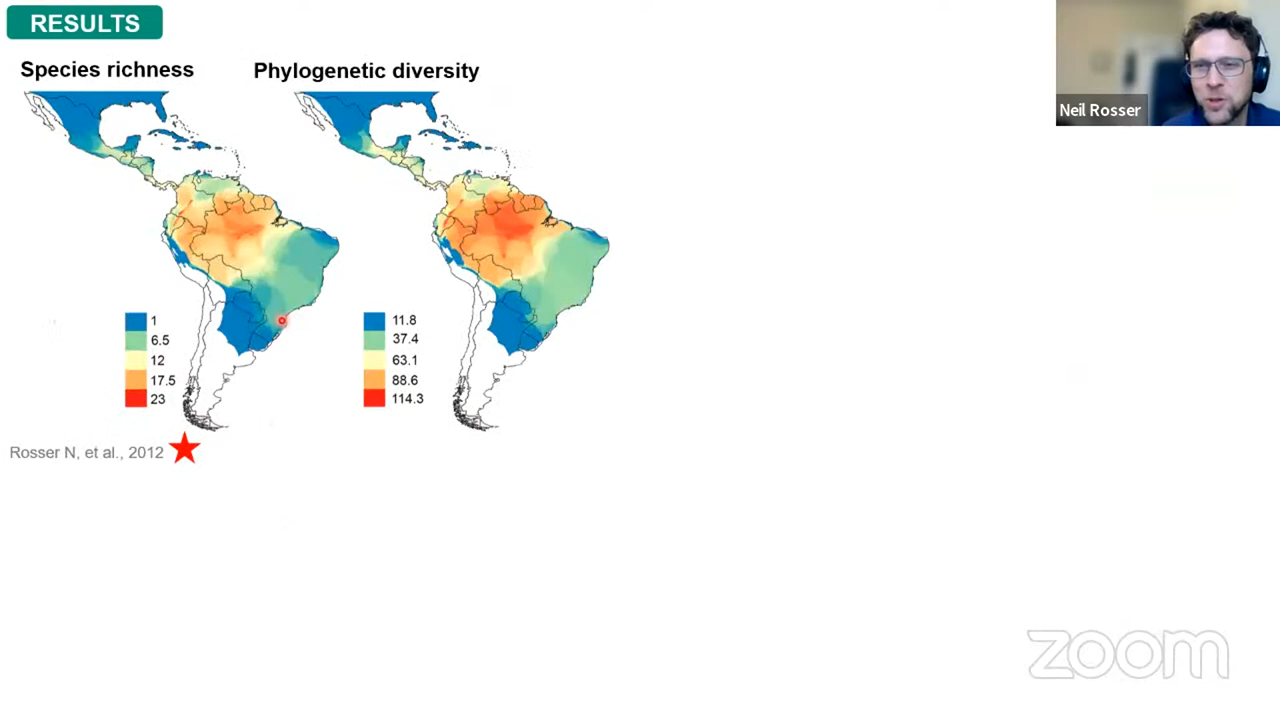 RESULTS
Species richness
Phylogenetic diversity
1
6.5
12
17.5
23
11.8
37.4
63.1
88.6
114.3
Rosser N, et al., 2012
Neil Rosser
zoom